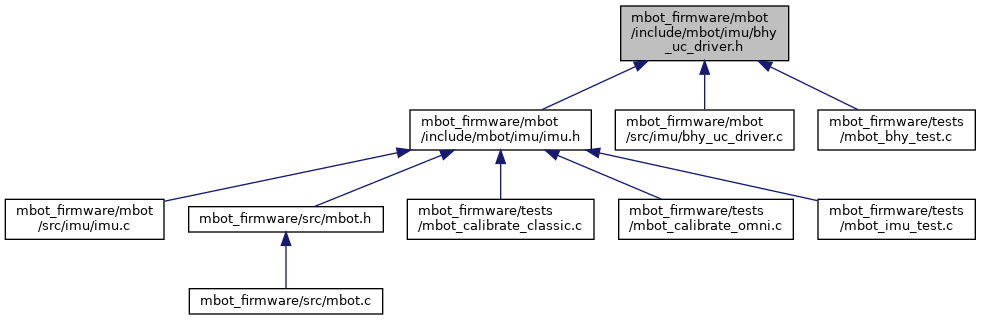 mbot_firmware/mbot
/include/mbot/imu/bhy
_uc_driver.h
mbot_firmware/mbot
/include/mbot/imu/imu.h
mbot_firmware/mbot
/src/imu/bhy_uc_driver.c
mbot_firmware/tests
/mbot_bhy_test.c
mbot_firmware/mbot
/src/imu/imu.c
mbot_firmware/src/mbot.h
mbot_firmware/tests
/mbot_calibrate_classic.c
mbot_firmware/tests
/mbot_calibrate_omni.c
mbot_firmware/tests
/mbot_imu_test.c
mbot_firmware/src/mbot.c